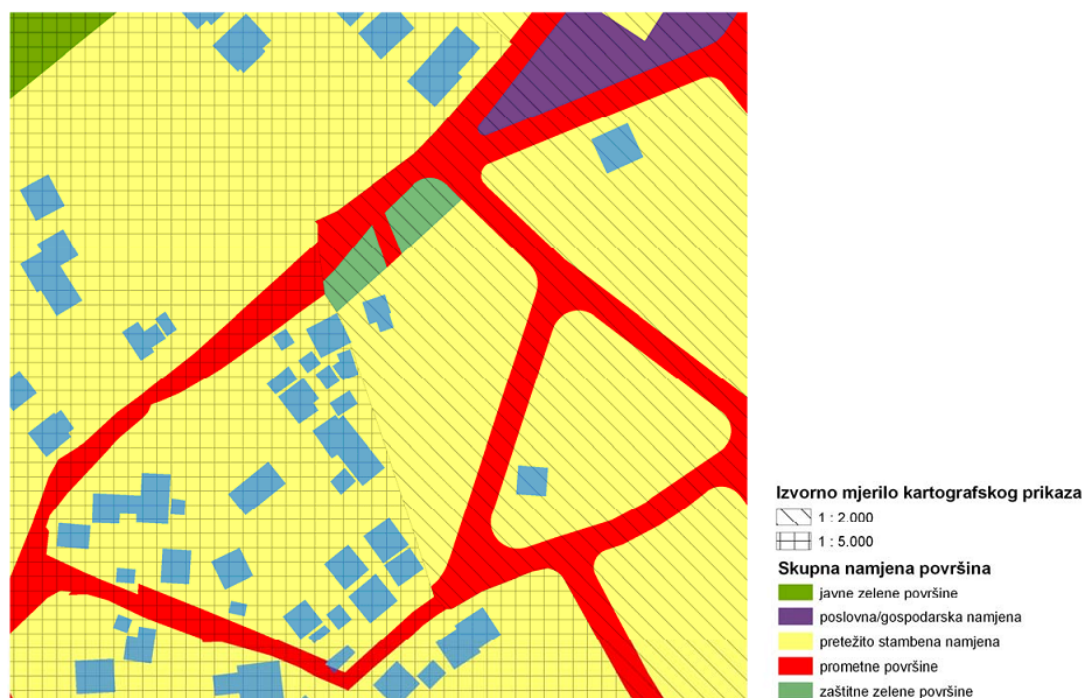 Izvorno mjerilo kartografskog prikaza
1 : 2.000
1 : 5.000
Skupna namjena površina
javne zelene površine
poslovna/gospodarska namjena
pretežito stambena namjena
prometne površine
zaštitne zelene površine